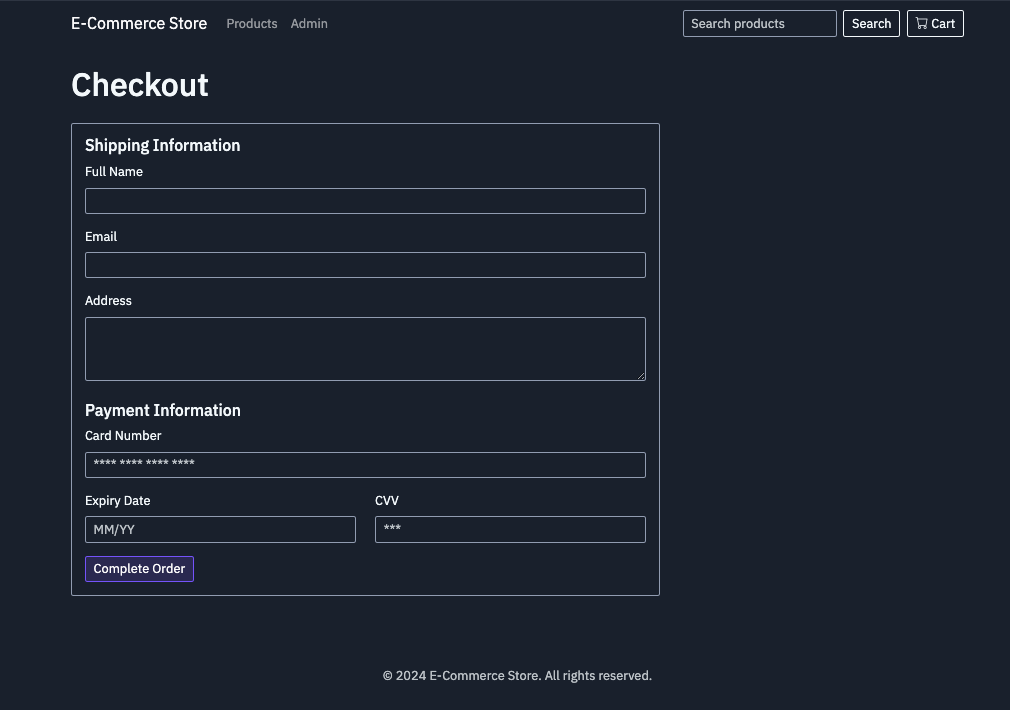 E-Commerce Store Products Admin Search products Search Cart
Checkout
Shipping Information
Full Name
Email
Address
Payment Information
Card Number
**** **** **** ****
Expiry Date CVV
MM/YY ***
Complete Order
© 2024 E-Commerce Store. All rights reserved.